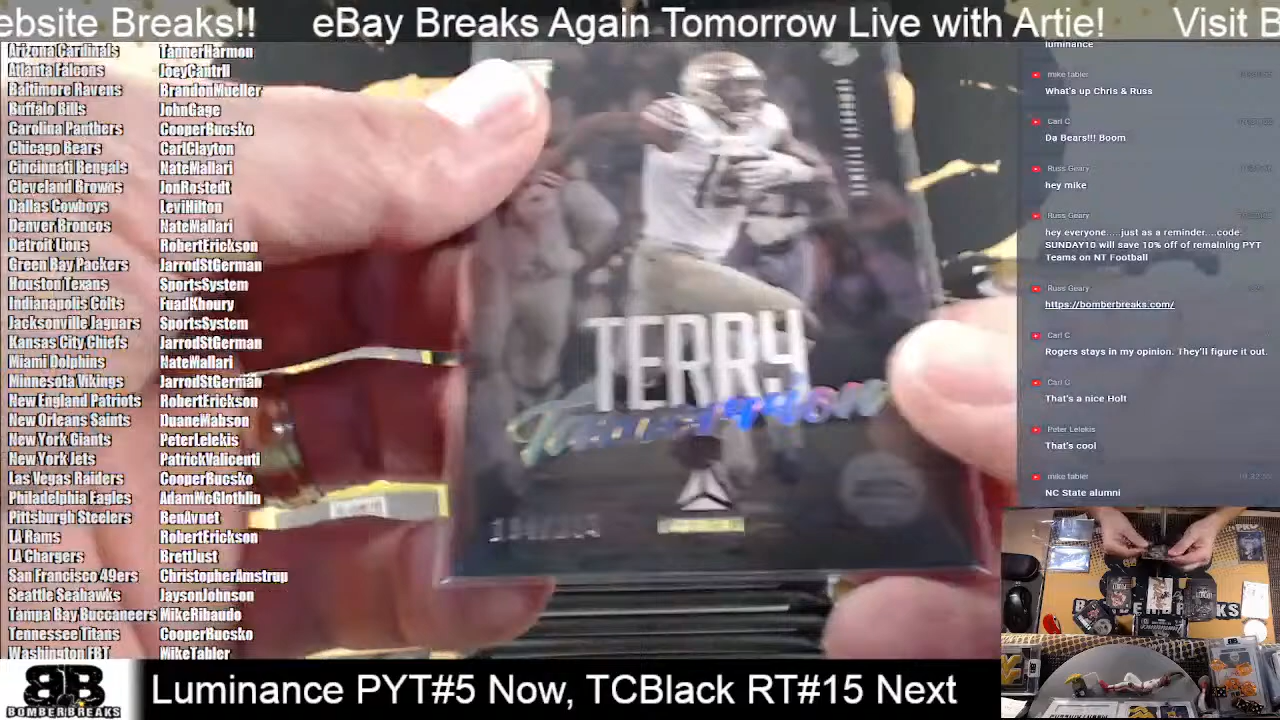 ebsite Breaks!! eBay Breaks Again Tomorrow Live with Artie! Visit B
Arizona Cardinals TannerHarmon
Atlanta Falcons JoeyCantrll
Baltimore Ravens BrandonMueller
Buffalo Bills JohnGage
Carolina Panthers CooperBucsko
Chicago Bears CarlClayton
Cincinnati Bengals NateMallari
Cleveland Browns JonRostedt
Dallas Cowboys LeviHilton
Denver Broncos NateMallari
Detroit Lions RobertErickson
Green Bay Packers JarrodStGerman
Houston Texans SportsSystem
Indianapolis Colts FuadKhoury
Jacksonville Jaguars SportsSystem
Kansas City Chiefs JarrodStGerman
Miami Dolphins NateMallari
Minnesota Vikings JarrodStGerman
New England Patriots RobertErickson
New Orleans Saints DuaneMabson
New York Giants PeterLelekis
New York Jets PatrickValicenti
Las Vegas Raiders CooperBucsko
Philadelphia Eagles AdamMcGlothlin
Pittsburgh Steelers BenAvnet
LA Rams RobertErickson
LA Chargers BrettJust
San Francisco 49ers ChristopherAmstrup
Seattle Seahawks JaysonJohnson
Tampa Bay Buccaneers MikeRibaudo
Tennessee Titans CooperBucsko
Washington FBT MikeTabler
TERRY
luminance
mike tabler
What's up Chris & Russ
Carl C
Da Bears!!! Boom
Russ Geary
hey mike
Russ Geary
hey everyone.....just as a reminder....code:
SUNDAY10 will save 10% off of remaining PYT
Teams on NT Football
Russ Geary
https://bomberbreaks.com/
Carl C
Rogers stays in my opinion. They'll figure it out.
Carl C
That's a nice Holt
Peter Lelekis
That's cool
mike tabler
NC State alumni
BOMBERBREAKS
BB
BOMBERBREAKS
Luminance PYT#5 Now, TCBlack RT#15 Next